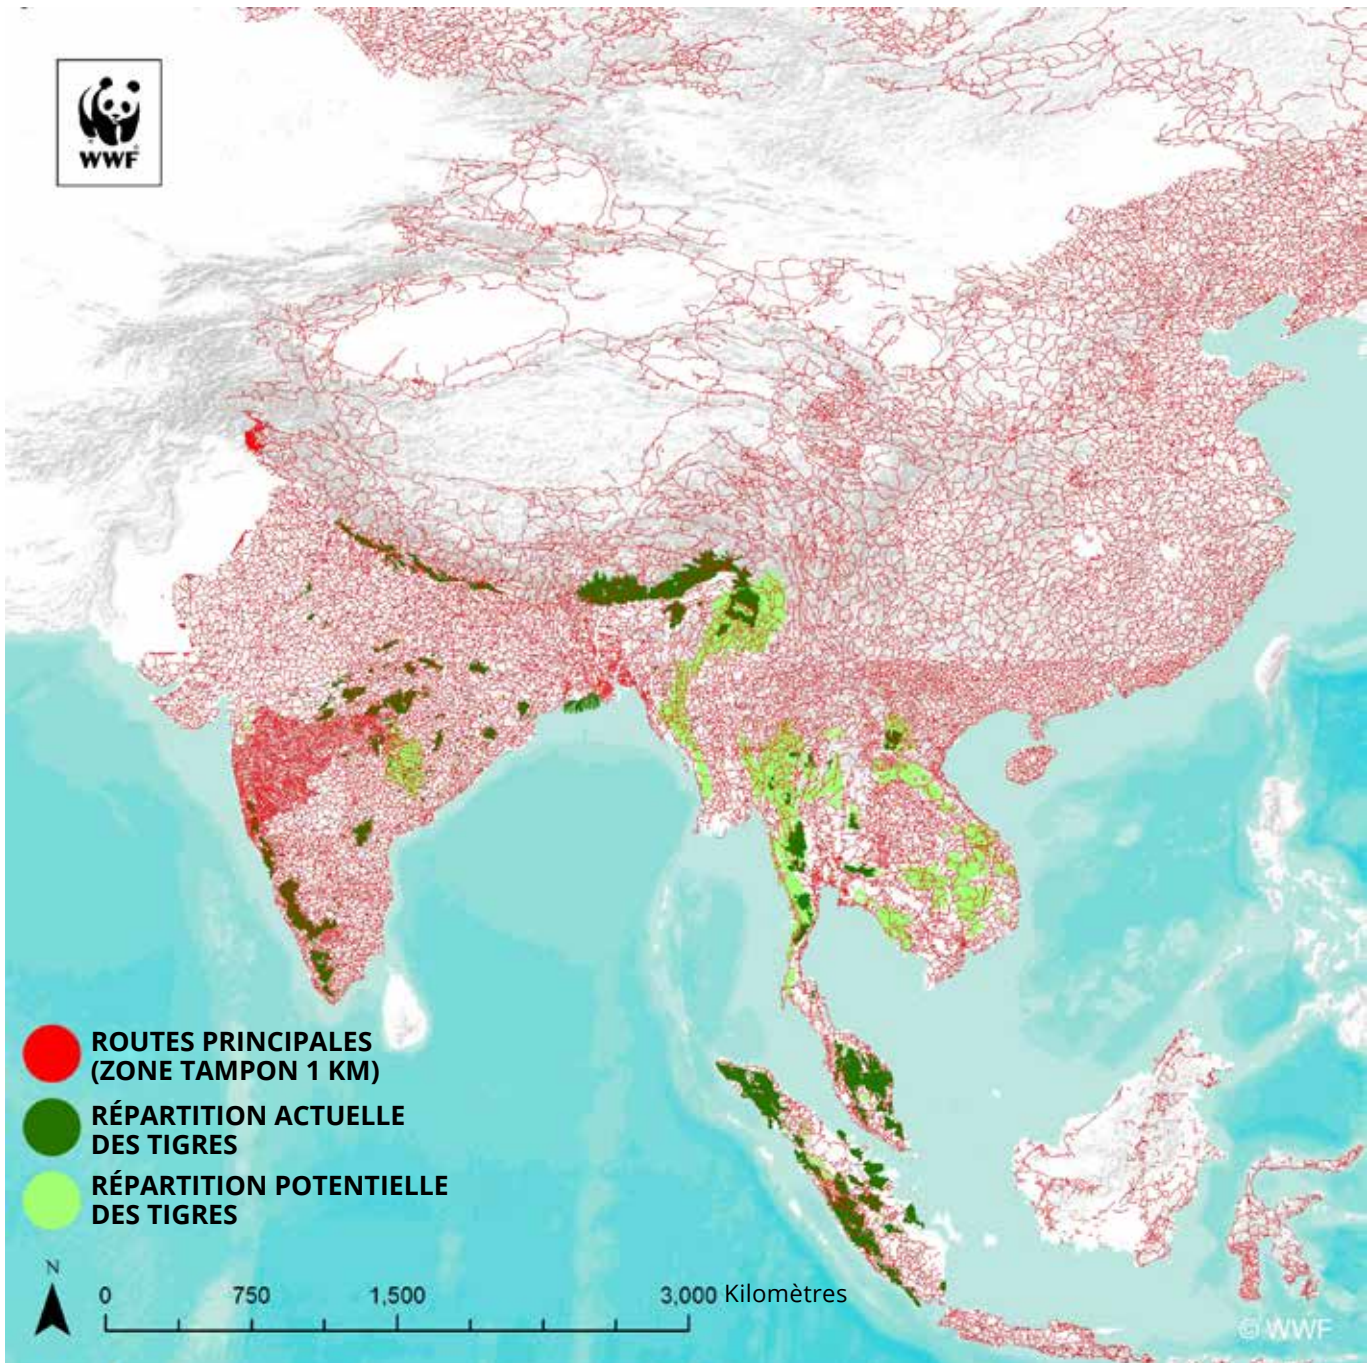 WWF
ROUTES PRINCIPALES
(ZONE TAMPON 1 KM)
RÉPARTITION ACTUELLE
DES TIGRES
RÉPARTITION POTENTIELLE
DES TIGRES
N
0 750 1,500 3,000 Kilomètres
© WWF